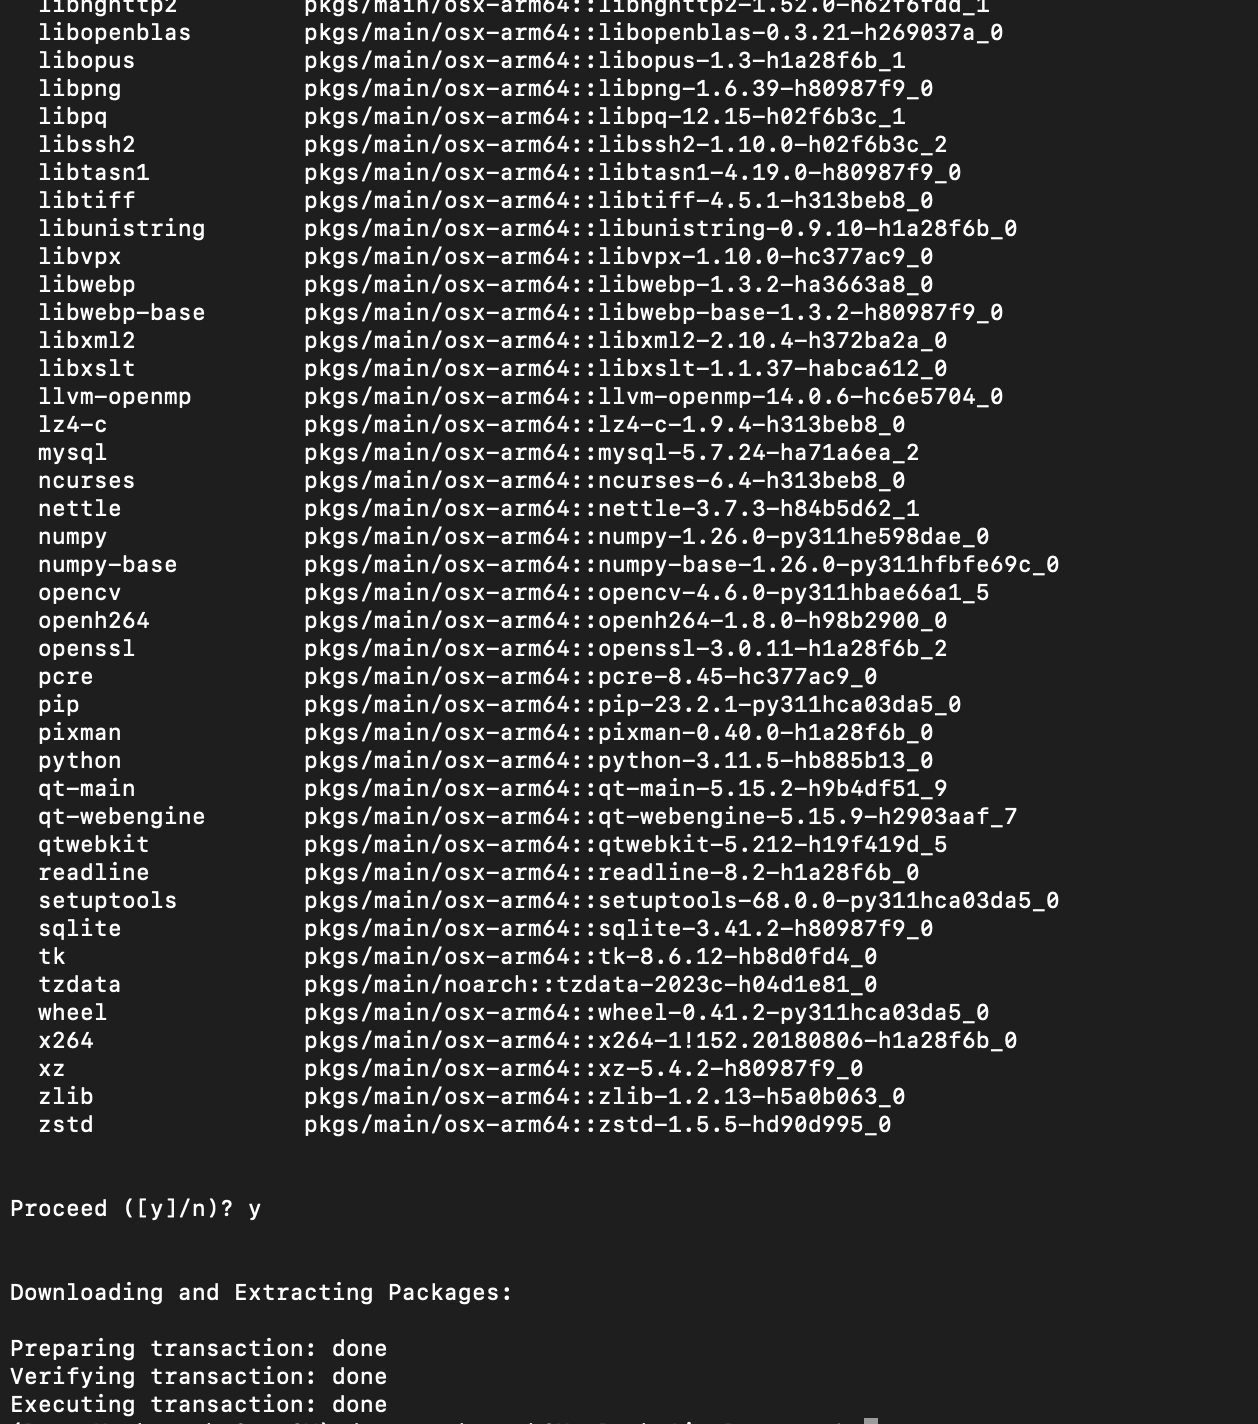 libnghttp2 pkgs/main/osx-arm64::libnghttp2-1.52.0-h62f6fdd_1
libopenblas pkgs/main/osx-arm64::libopenblas-0.3.21-h269037a_0
libopus pkgs/main/osx-arm64::libopus-1.3-h1a28f6b_1
libpng pkgs/main/osx-arm64::libpng-1.6.39-h80987f9_0
libpq pkgs/main/osx-arm64::libpq-12.15-h02f6b3c_1
libssh2 pkgs/main/osx-arm64::libssh2-1.10.0-h02f6b3c_2
libtasn1 pkgs/main/osx-arm64::libtasn1-4.19.0-h80987f9_0
libtiff pkgs/main/osx-arm64::libtiff-4.5.1-h313beb8_0
libunistring pkgs/main/osx-arm64::libunistring-0.9.10-h1a28f6b_0
libvpx pkgs/main/osx-arm64::libvpx-1.10.0-hc377ac9_0
libwebp pkgs/main/osx-arm64::libwebp-1.3.2-ha3663a8_0
libwebp-base pkgs/main/osx-arm64::libwebp-base-1.3.2-h80987f9_0
libxml2 pkgs/main/osx-arm64::libxml2-2.10.4-h372ba2a_0
libxslt pkgs/main/osx-arm64::libxslt-1.1.37-habca612_0
llvm-openmp pkgs/main/osx-arm64::llvm-openmp-14.0.6-hc6e5704_0
lz4-c pkgs/main/osx-arm64::lz4-c-1.9.4-h313beb8_0
mysql pkgs/main/osx-arm64::mysql-5.7.24-ha71a6ea_2
ncurses pkgs/main/osx-arm64::ncurses-6.4-h313beb8_0
nettle pkgs/main/osx-arm64::nettle-3.7.3-h84b5d62_1
numpy pkgs/main/osx-arm64::numpy-1.26.0-py311he598dae_0
numpy-base pkgs/main/osx-arm64::numpy-base-1.26.0-py311hfbfe69c_0
opencv pkgs/main/osx-arm64::opencv-4.6.0-py311hbae66a1_5
openh264 pkgs/main/osx-arm64::openh264-1.8.0-h98b2900_0
openssl pkgs/main/osx-arm64::openssl-3.0.11-h1a28f6b_2
pcre pkgs/main/osx-arm64::pcre-8.45-hc377ac9_0
pip pkgs/main/osx-arm64::pip-23.2.1-py311hca03da5_0
pixman pkgs/main/osx-arm64::pixman-0.40.0-h1a28f6b_0
python pkgs/main/osx-arm64::python-3.11.5-hb885b13_0
qt-main pkgs/main/osx-arm64::qt-main-5.15.2-h9b4df51_9
qt-webengine pkgs/main/osx-arm64::qt-webengine-5.15.9-h2903aaf_7
qtwebkit pkgs/main/osx-arm64::qtwebkit-5.212-h19f419d_5
readline pkgs/main/osx-arm64::readline-8.2-h1a28f6b_0
setuptools pkgs/main/osx-arm64::setuptools-68.0.0-py311hca03da5_0
sqlite pkgs/main/osx-arm64::sqlite-3.41.2-h80987f9_0
tk pkgs/main/osx-arm64::tk-8.6.12-hb8d0fd4_0
tzdata pkgs/main/noarch::tzdata-2023c-h04d1e81_0
wheel pkgs/main/osx-arm64::wheel-0.41.2-py311hca03da5_0
x264 pkgs/main/osx-arm64::x264-1!152.20180806-h1a28f6b_0
xz pkgs/main/osx-arm64::xz-5.4.2-h80987f9_0
zlib pkgs/main/osx-arm64::zlib-1.2.13-h5a0b063_0
zstd pkgs/main/osx-arm64::zstd-1.5.5-hd90d995_0
Proceed ([y]/n)? y
Downloading and Extracting Packages:
Preparing transaction: done
Verifying transaction: done
Executing transaction: done